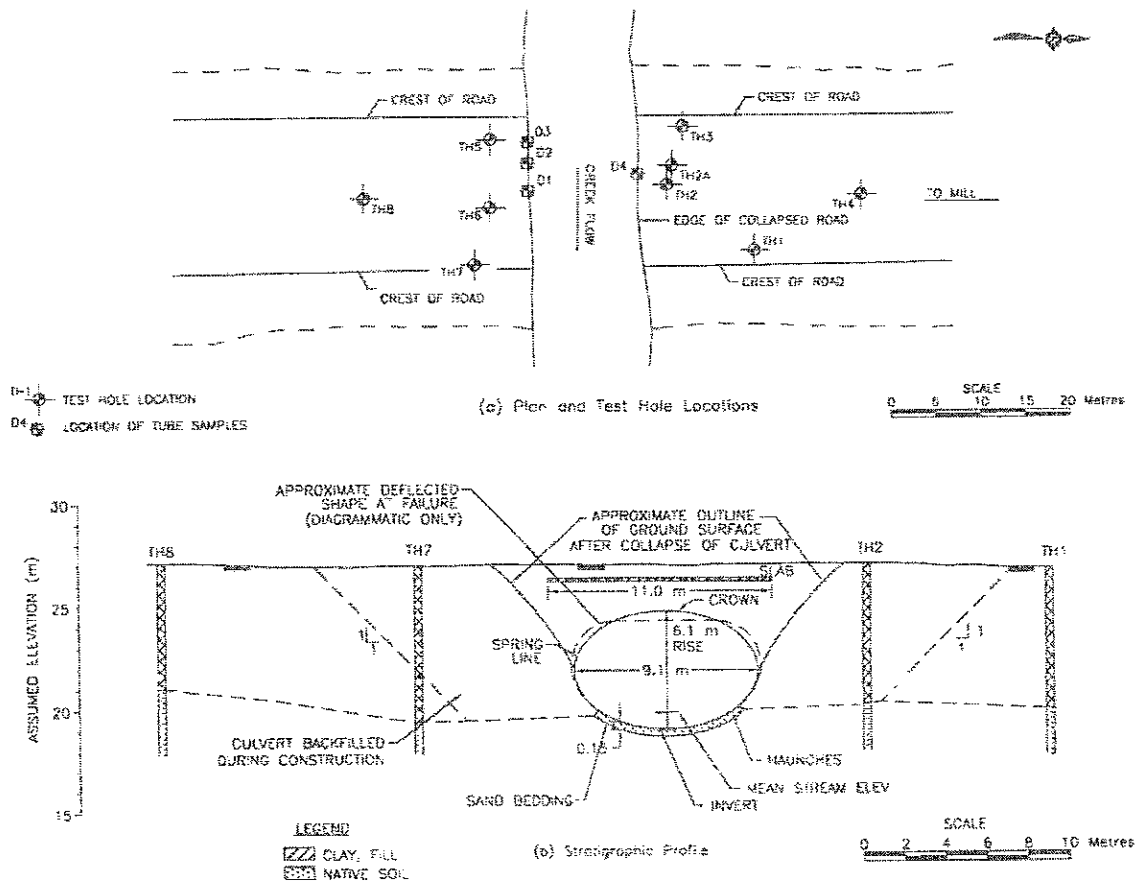 CREST OF ROAD
CREST OF ROAD
TH5
D3
D2
D1
TH8
TH6
TH7
CREST OF ROAD
CREEK FLOW
D4
TH3
TH2A
TH2
TH4
TO MILL
EDGE OF COLLAPSED ROAD
TH1
CREST OF ROAD
TH-1
TEST HOLE LOCATION
D4
LOCATION OF TUBE SAMPLES
(a) Plan and Test Hole Locations
SCALE
0 5 10 15 20 Metres
ASSUMED ELEVATION (m)
30
25
20
15
APPROXIMATE DEFLECTED
SHAPE AT FAILURE
(DIAGRAMMATIC ONLY)
APPROXIMATE OUTLINE
OF GROUND SURFACE
AFTER COLLAPSE OF CULVERT
TH7
TH2
TH1
SLAB
11.0 m
CROWN
6.1 m
RISE
SPRING
LINE
9.1 m
1
1
1
CULVERT BACKFILLED
DURING CONSTRUCTION
SAND BEDDING
INVERT
MEAN STREAM ELEV
HAUNCHES
LEGEND
CLAY, FILL
NATIVE SOIL
(b) Stratigraphic Profile
SCALE
0 2 4 6 8 10 Metres